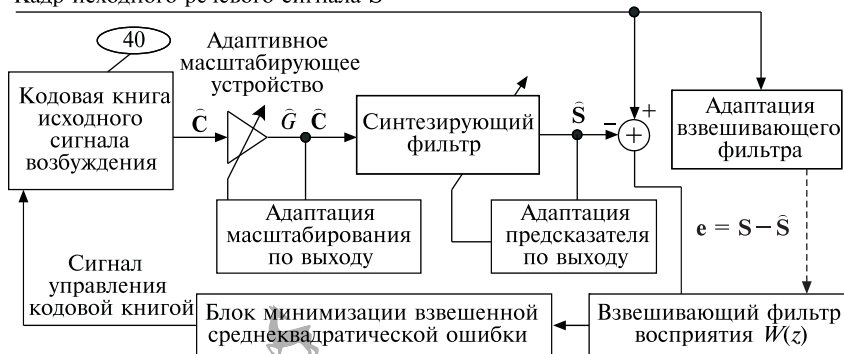 Кадр исходного речевого сигнала S
40
Адаптивное
масштабирующее
устройство
Кодовая книга
исходного
сигнала
возбуждения
Ĉ
Ĝ Ĉ
Синтезирующий
фильтр
Ŝ
−
+
+
Адаптация
взвешивающего
фильтра
Адаптация
масштабирования
по выходу
Адаптация
предсказателя
по выходу
e = S − Ŝ
Сигнал
управления
кодовой книгой
Блок минимизации взвешенной
среднеквадратической ошибки
Взвешивающий фильтр
восприятия W(z)